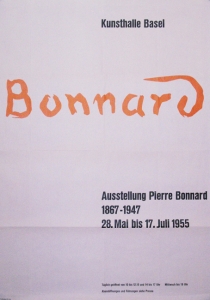 Kunsthalle Basel
Bonnard
Ausstellung Pierre Bonnard
1867-1947
28. Mai bis 17. Juli 1955